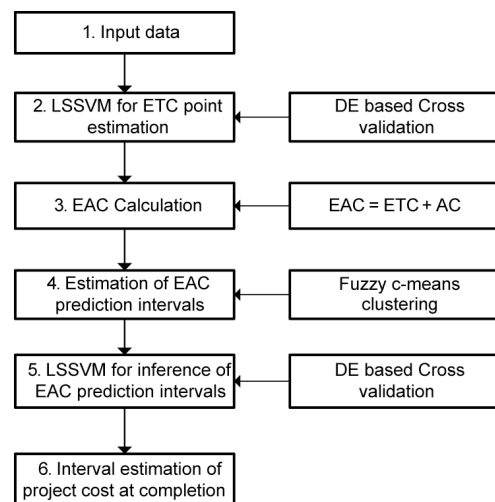 1. Input data
2. LSSVM for ETC point
estimation
DE based Cross
validation
3. EAC Calculation
EAC = ETC + AC
4. Estimation of EAC
prediction intervals
Fuzzy c-means
clustering
5. LSSVM for inference of
EAC prediction intervals
DE based Cross
validation
6. Interval estimation of
project cost at completion